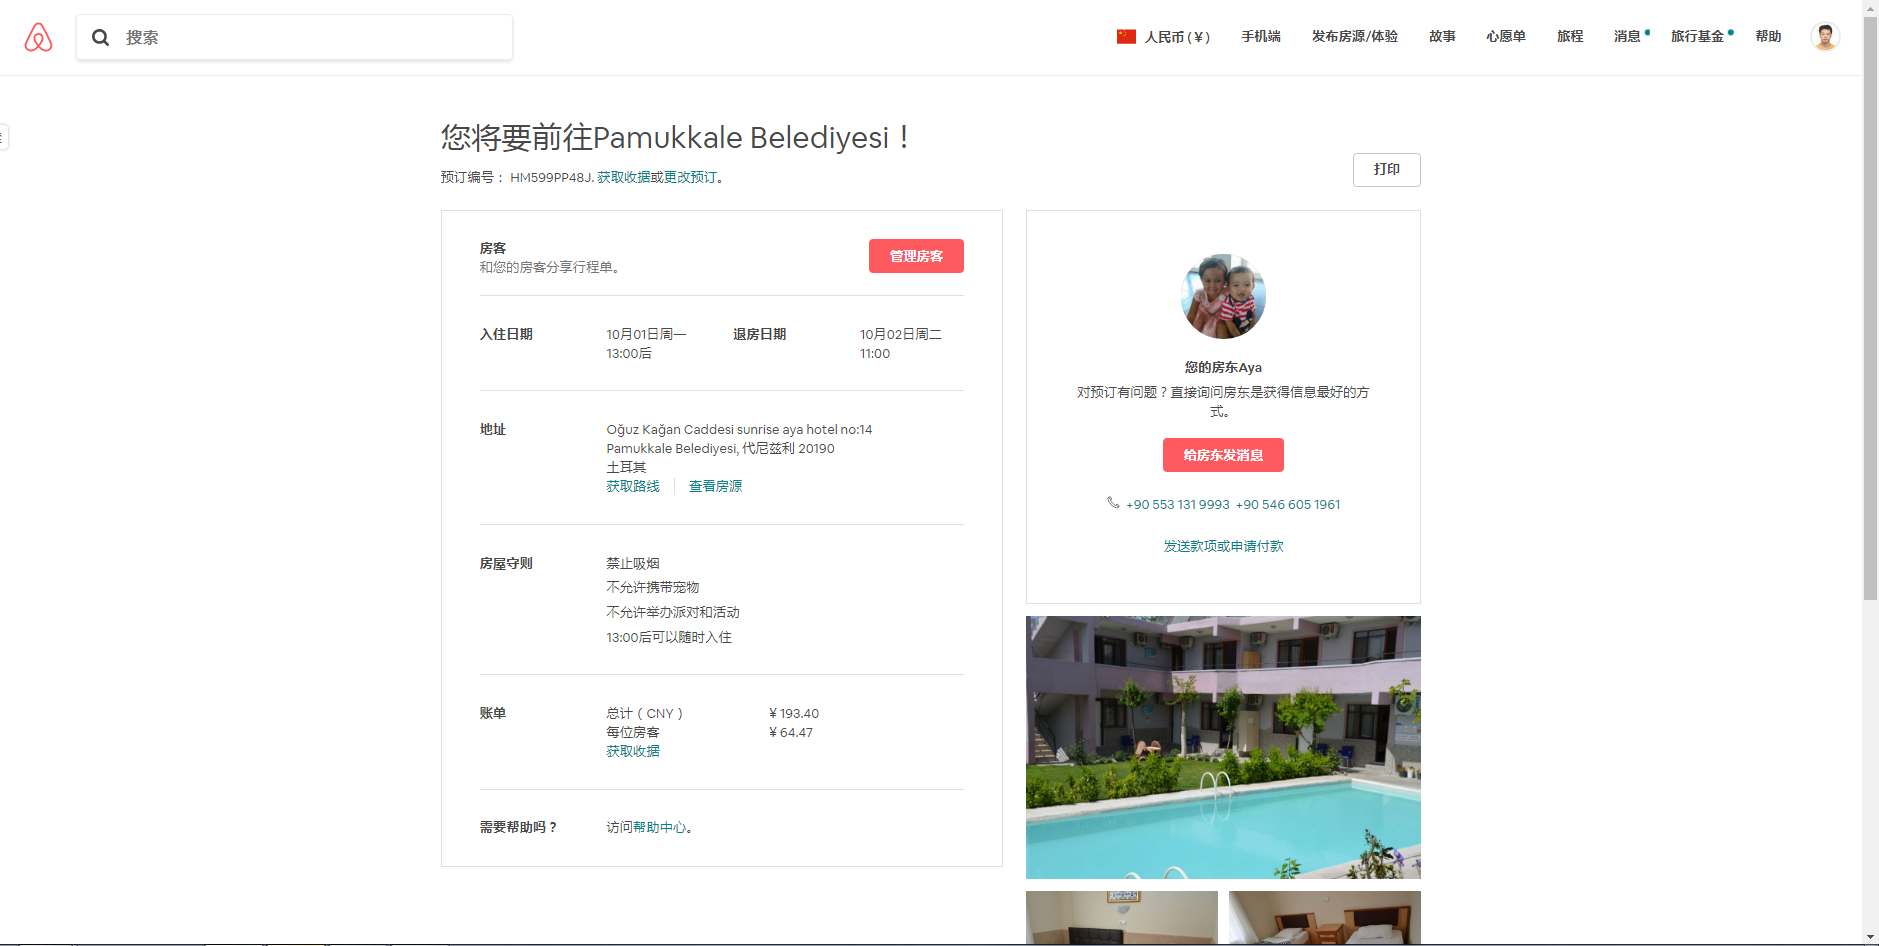 搜索
人民币 ( ¥ )
手机端
发布房源/体验
故事
心愿单
旅程
消息
旅行基金
帮助
您将要前往Pamukkale Belediyesi！
预订编号： HM599PP48J. 获取收据或更改预订。
打印
房客
和您的房客分享行程单。
管理房客
入住日期
10月01日周一
13:00后
退房日期
10月02日周二
11:00
地址
Oğuz Kağan Caddesi sunrise aya hotel no:14
Pamukkale Belediyesi, 代尼兹利 20190
土耳其
获取路线
查看房源
房屋守则
禁止吸烟
不允许携带宠物
不允许举办派对和活动
13:00后可以随时入住
账单
总计（CNY）
¥ 193.40
每位房客
¥ 64.47
获取收据
需要帮助吗？
访问帮助中心。
您的房东Aya
对预订有问题？直接询问房东是获得信息最好的方
式。
给房东发消息
+90 553 131 9993 +90 546 605 1961
发送款项或申请付款